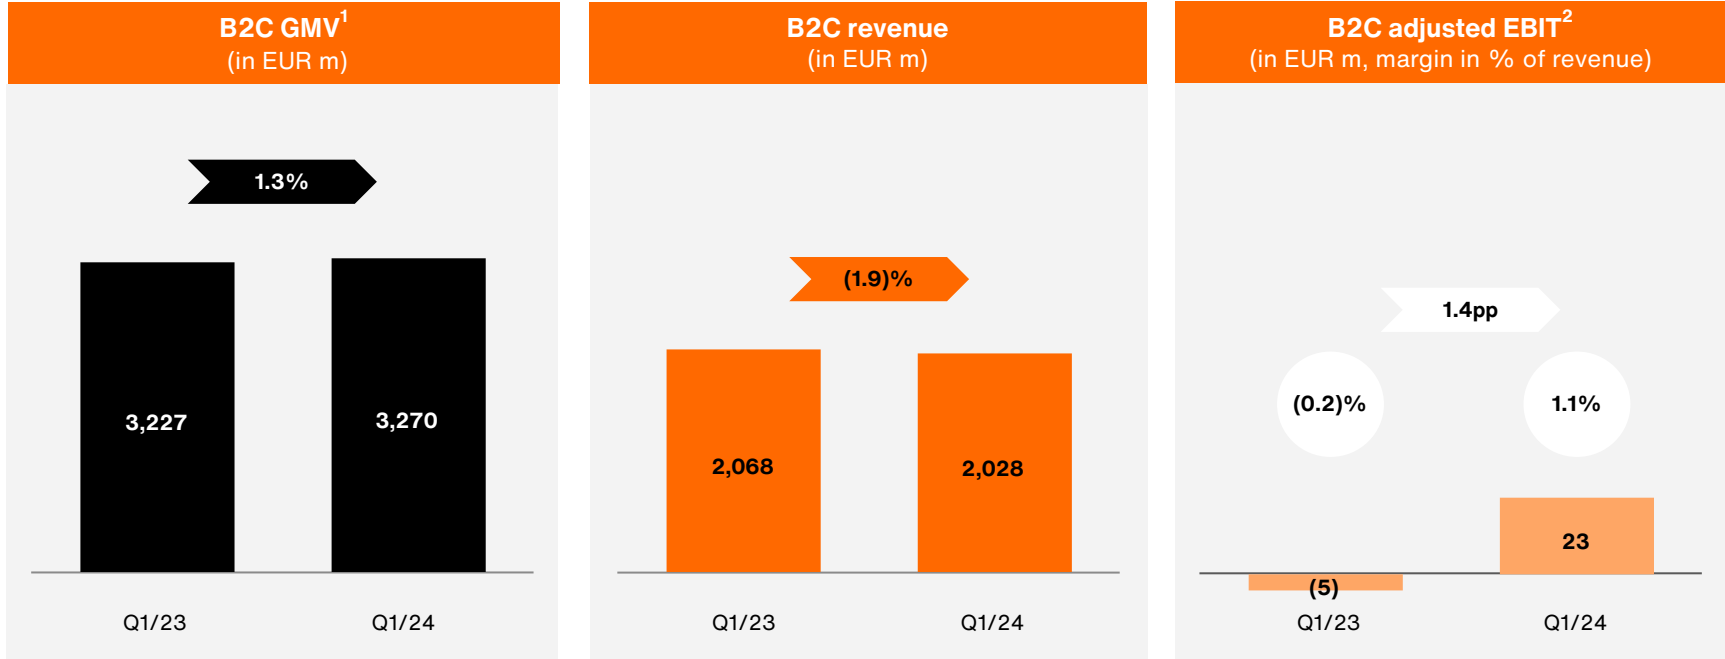 B2C GMV1
(in EUR m)
1.3%
3,227
3,270
Q1/23
Q1/24
B2C revenue
(in EUR m)
(1.9)%
2,068
2,028
Q1/23
Q1/24
B2C adjusted EBIT2
(in EUR m, margin in % of revenue)
1.4pp
(0.2)%
1.1%
23
(5)
Q1/23
Q1/24